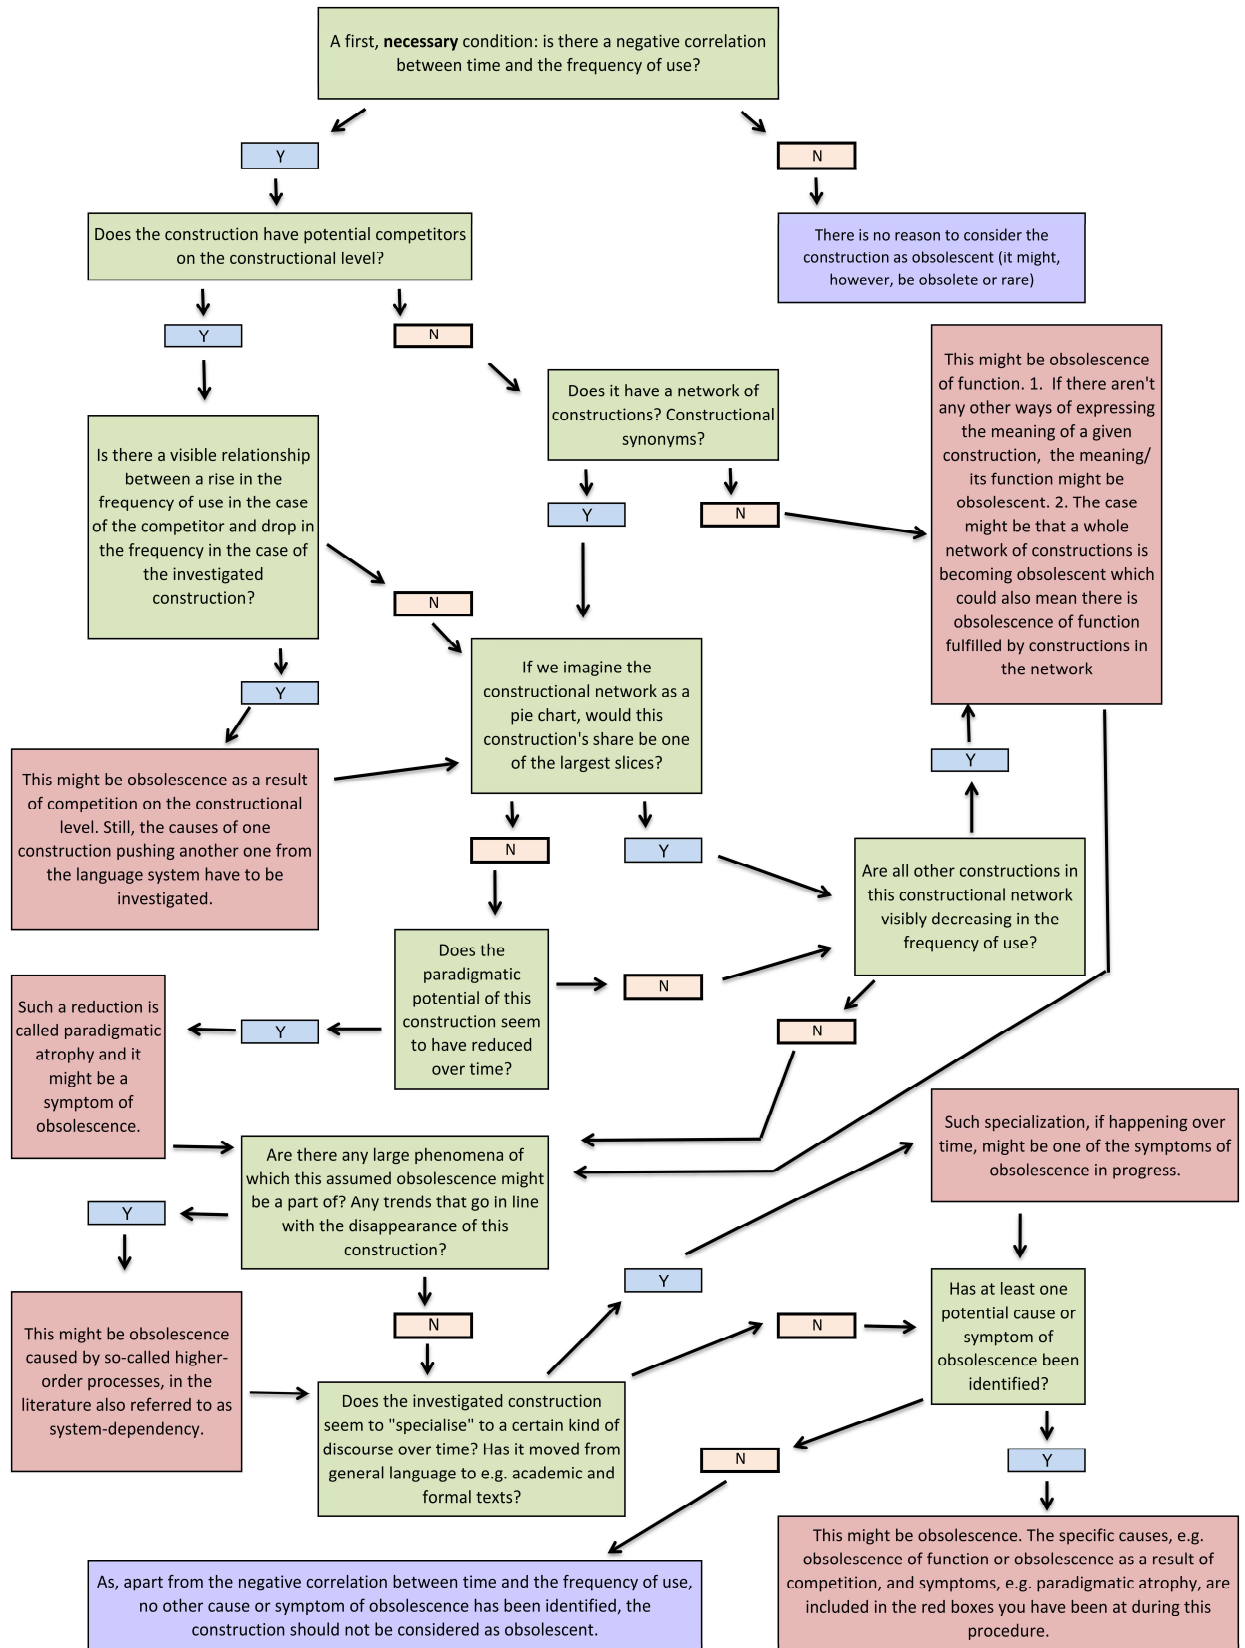 A first, necessary condition: is there a negative correlation
between time and the frequency of use?
Y
N
Does the construction have potential competitors
on the constructional level?
There is no reason to consider the
construction as obsolescent (it might,
however, be obsolete or rare)
Y
N
Does it have a network of
constructions? Constructional
synonyms?
This might be obsolescence
of function. 1. If there aren't
any other ways of expressing
the meaning of a given
construction, the meaning/
its function might be
obsolescent. 2. The case
might be that a whole
network of constructions is
becoming obsolescent which
could also mean there is
obsolescence of function
fulfilled by constructions in
the network
Is there a visible relationship
between a rise in the
frequency of use in the case
of the competitor and drop in
the frequency in the case of
the investigated
construction?
Y
N
N
If we imagine the
constructional network as a
pie chart, would this
construction's share be one
of the largest slices?
Y
Y
This might be obsolescence as a result
of competition on the constructional
level. Still, the causes of one
construction pushing another one from
the language system have to be
investigated.
N
Y
Are all other constructions in
this constructional network
visibly decreasing in the
frequency of use?
Does the
paradigmatic
potential of this
construction seem
to have reduced
over time?
N
Y
N
Such a reduction is
called paradigmatic
atrophy and it
might be a
symptom of
obsolescence.
Such specialization, if happening over
time, might be one of the symptoms of
obsolescence in progress.
Are there any large phenomena of
which this assumed obsolescence might
be a part of? Any trends that go in line
with the disappearance of this
construction?
Y
Y
N
N
Has at least one
potential cause or
symptom of
obsolescence been
identified?
This might be obsolescence
caused by so-called higher-
order processes, in the
literature also referred to as
system-dependency.
Does the investigated construction
seem to "specialise" to a certain kind of
discourse over time? Has it moved from
general language to e.g. academic and
formal texts?
N
Y
As, apart from the negative correlation between time and the frequency of use,
no other cause or symptom of obsolescence has been identified, the
construction should not be considered as obsolescent.
This might be obsolescence. The specific causes, e.g.
obsolescence of function or obsolescence as a result of
competition, and symptoms, e.g. paradigmatic atrophy, are
included in the red boxes you have been at during this
procedure.